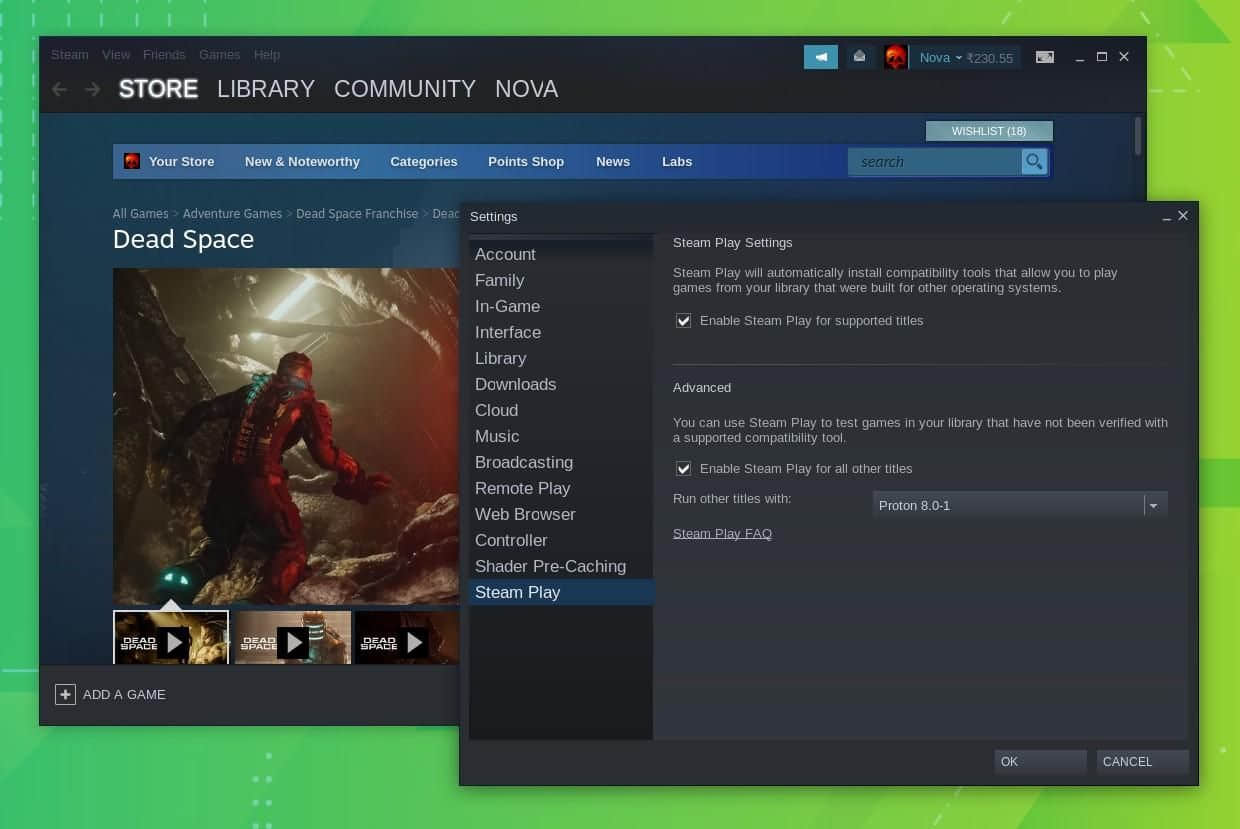 Steam View Friends Games Help
Nova ₹230.55
STORE LIBRARY COMMUNITY NOVA
WISHLIST (18)
Your Store New & Noteworthy Categories Points Shop News Labs search
All Games > Adventure Games > Dead Space Franchise > Dead
Dead Space
DEAD SPACE
DEAD SPACE
DEAD SPACE
ADD A GAME
Settings
Account
Family
In-Game
Interface
Library
Downloads
Cloud
Music
Broadcasting
Remote Play
Web Browser
Controller
Shader Pre-Caching
Steam Play
Steam Play Settings
Steam Play will automatically install compatibility tools that allow you to play
games from your library that were built for other operating systems.
Enable Steam Play for supported titles
Advanced
You can use Steam Play to test games in your library that have not been verified with
a supported compatibility tool.
Enable Steam Play for all other titles
Run other titles with: Proton 8.0-1
Steam Play FAQ
OK CANCEL